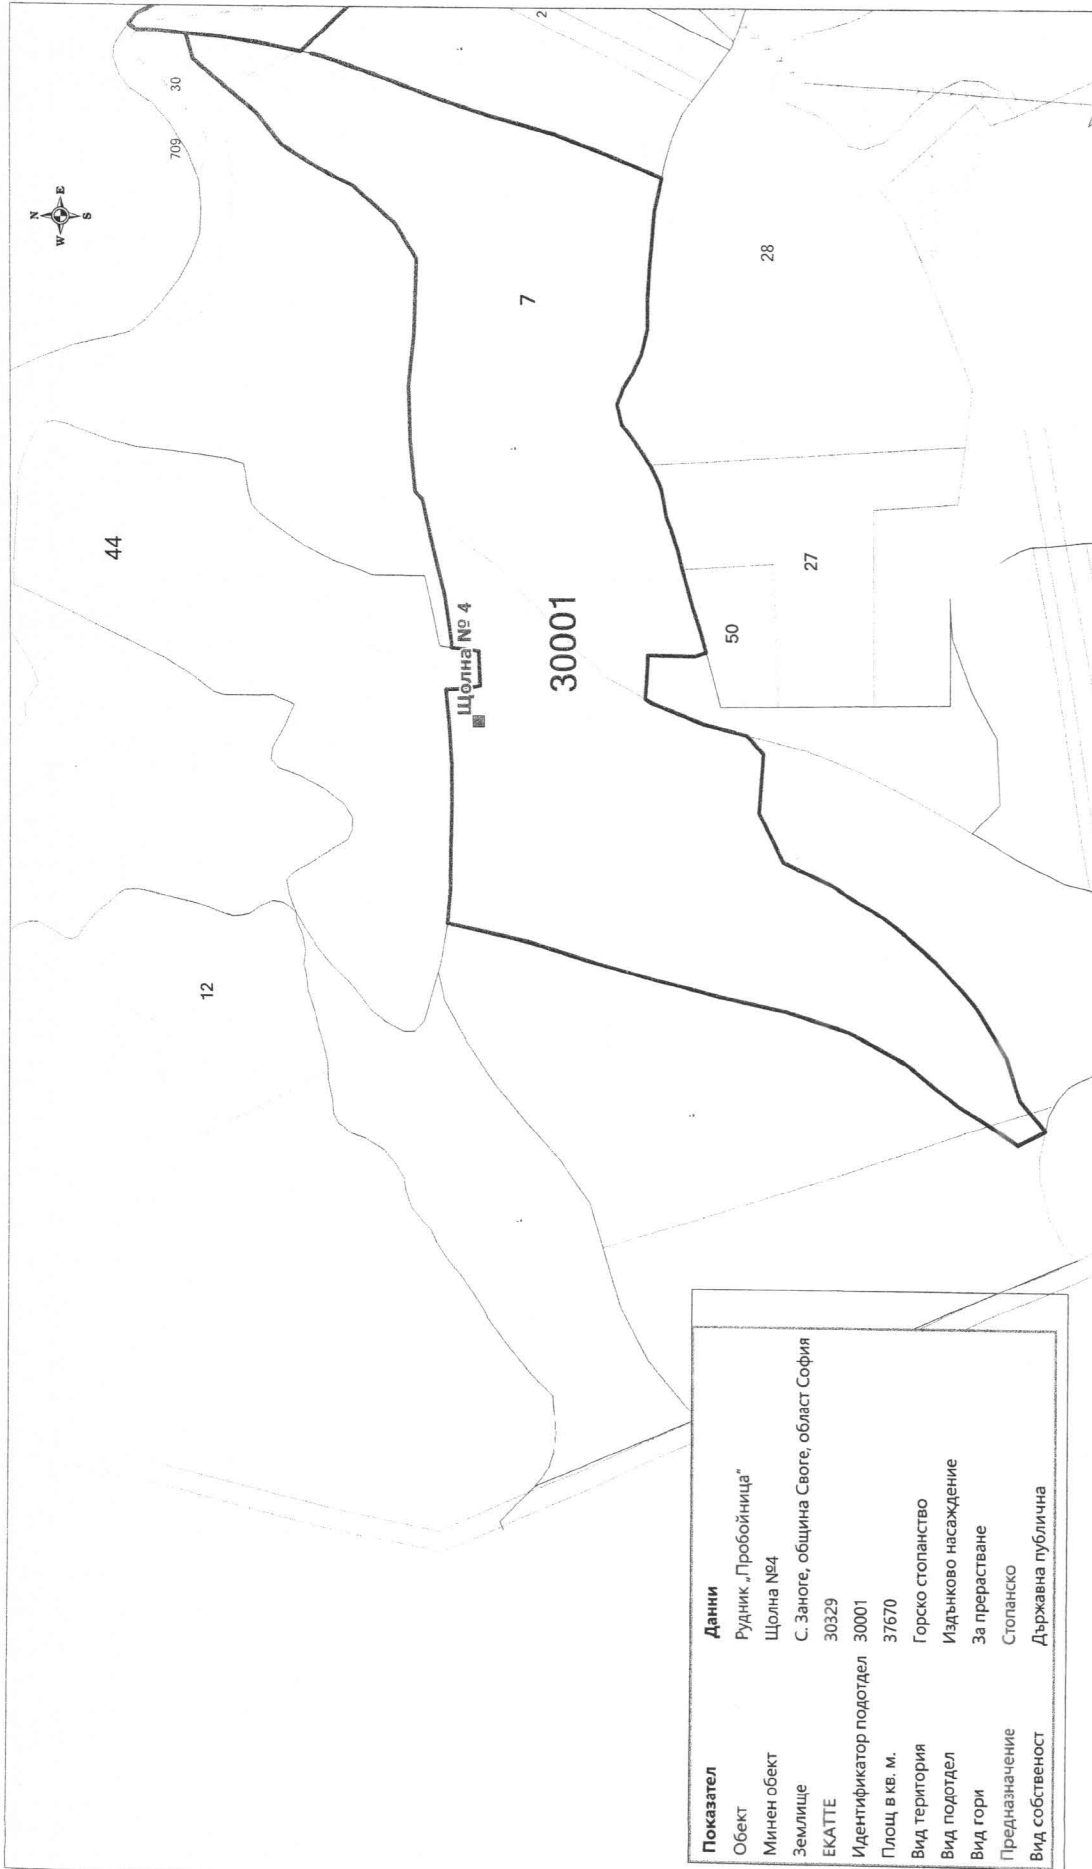 N
W E
S
30
709
2
44
7
28
Щолна № 4
30001
27
50
12
Показател Данни
Обект Рудник „Пробойница“
Минен обект Щолна №4
Землище С. Заноге, община Своге, област София
ЕКАТТЕ 30329
Идентификатор подотдел 30001
Площ в кв. м. 37670
Вид територия Горско стопанство
Вид подотдел Издънково насаждение
Вид гори За прерастване
Предназначение Стопанско
Вид собственост Държавна публична